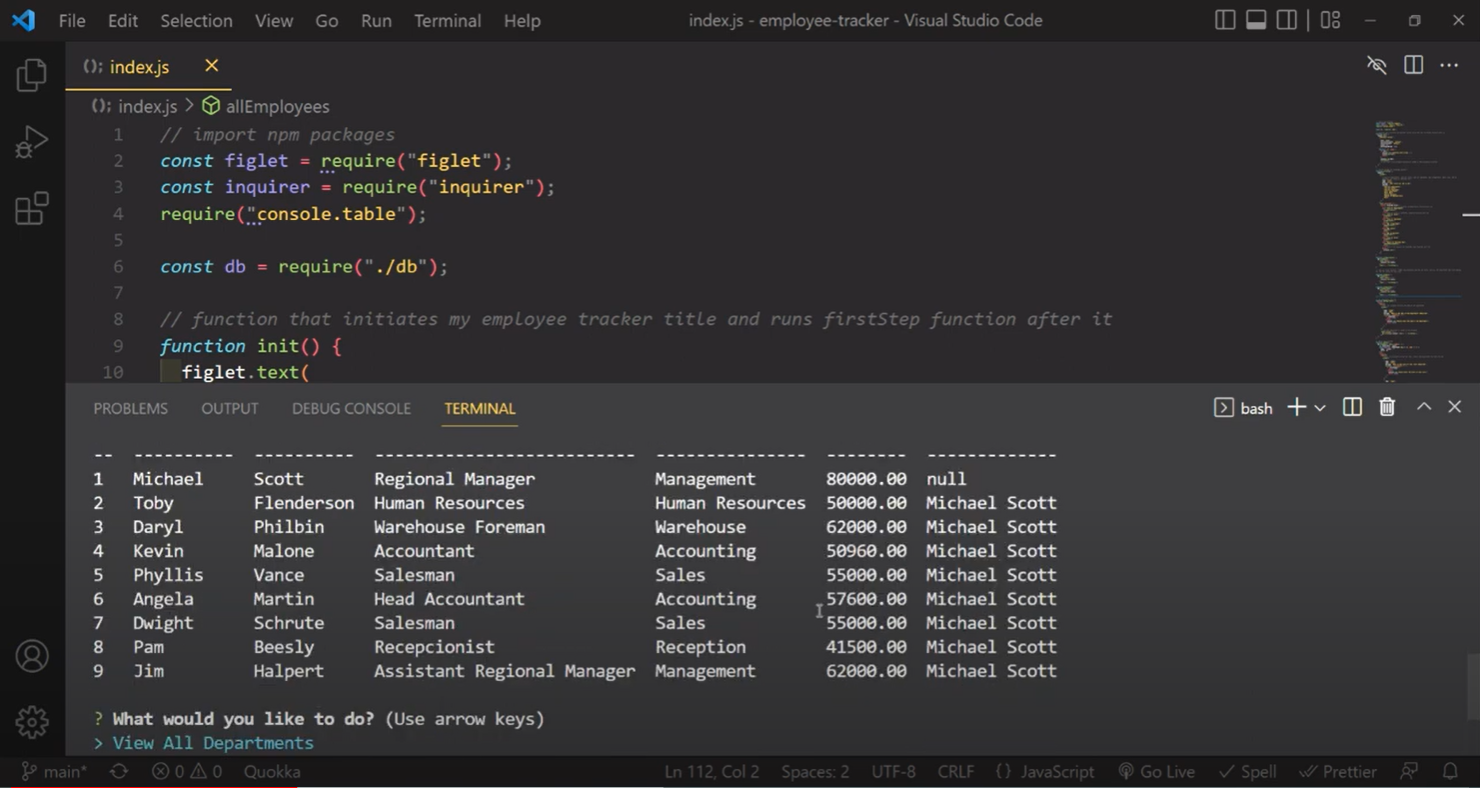 File Edit Selection View Go Run Terminal Help index.js - employee-tracker - Visual Studio Code
index.js
index.js > allEmployees
1 // import npm packages
2 const figlet = require("figlet");
3 const inquirer = require("inquirer");
4 require("console.table");
5
6 const db = require("./db");
7
8 // function that initiates my employee tracker title and runs firstStep function after it
9 function init() {
10 figlet.text(
PROBLEMS OUTPUT DEBUG CONSOLE TERMINAL bash
-- ---------- ---------- -------------------------- --------------- -------- -------------
1 Michael Scott Regional Manager Management 80000.00 null
2 Toby Flenderson Human Resources Human Resources 50000.00 Michael Scott
3 Daryl Philbin Warehouse Foreman Warehouse 62000.00 Michael Scott
4 Kevin Malone Accountant Accounting 50960.00 Michael Scott
5 Phyllis Vance Salesman Sales 55000.00 Michael Scott
6 Angela Martin Head Accountant Accounting 57600.00 Michael Scott
7 Dwight Schrute Salesman Sales 55000.00 Michael Scott
8 Pam Beesly Recepcionist Reception 41500.00 Michael Scott
9 Jim Halpert Assistant Regional Manager Management 62000.00 Michael Scott
? What would you like to do? (Use arrow keys)
> View All Departments
main* 0 0 Quokka Ln 112, Col 2 Spaces: 2 UTF-8 CRLF {} JavaScript Go Live Spell Prettier